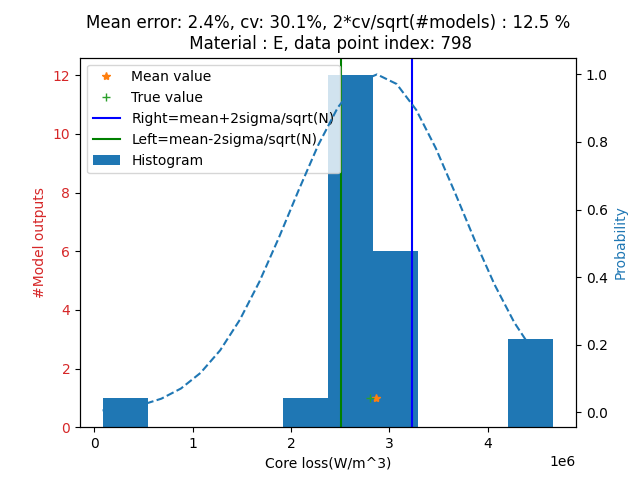 Mean error: 2.4%, cv: 30.1%, 2*cv/sqrt(#models) : 12.5 %
Material : E, data point index: 798
Mean value
True value
Right=mean+2sigma/sqrt(N)
Left=mean-2sigma/sqrt(N)
Histogram
#Model outputs
12
10
8
6
4
2
0
Probability
1.0
0.8
0.6
0.4
0.2
0.0
0 1 2 3 4
1e6
Core loss(W/m^3)